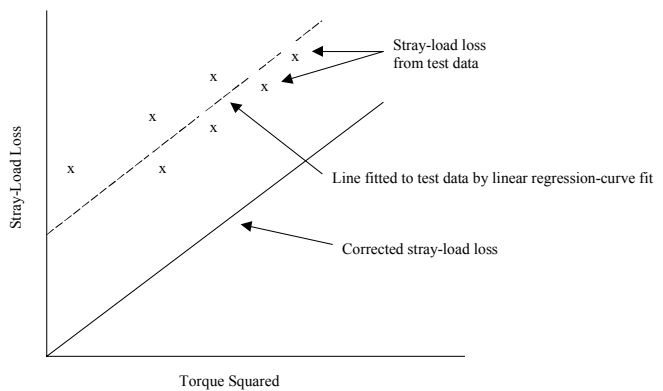 Stray-load loss
from test data
x
x
x
x
x
x
x
Line fitted to test data by linear regression-curve fit
Corrected stray-load loss
Stray-Load Loss
Torque Squared